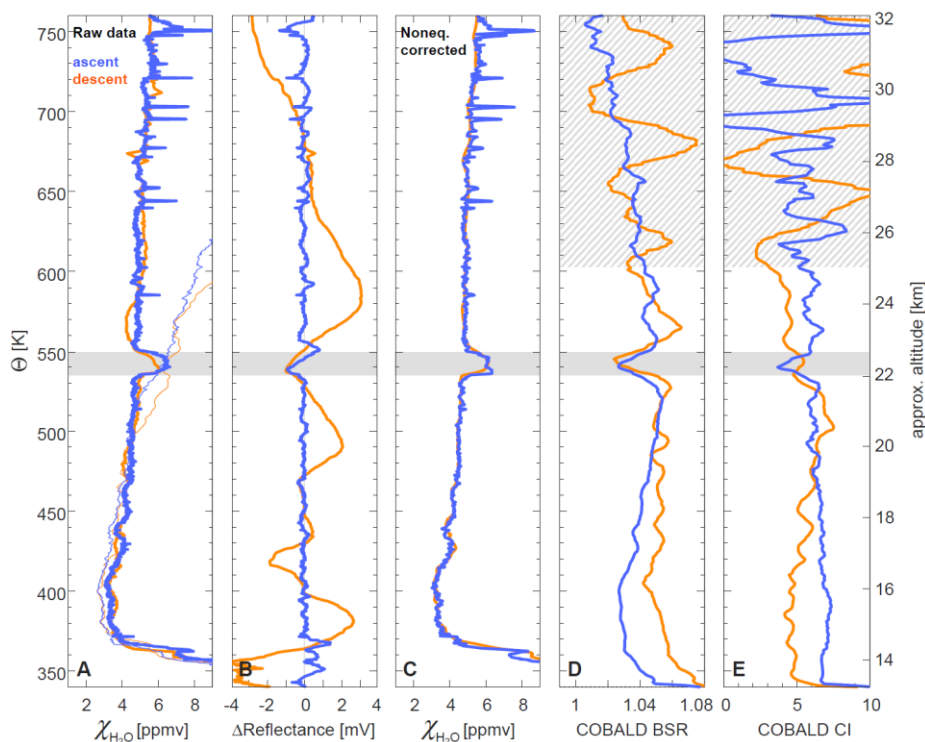 Raw data
ascent
descent
Noneq.
corrected
750
700
650
600
550
500
450
400
350
Θ [K]
32
30
28
26
24
22
20
18
16
14
approx. altitude [km]
A
B
C
D
E
2 4 6 8
-4 -2 0 2 4
2 4 6 8
1 1.04 1.08
0 5 10
χH₂O [ppmv]
ΔReflectance [mV]
χH₂O [ppmv]
COBALD BSR
COBALD CI